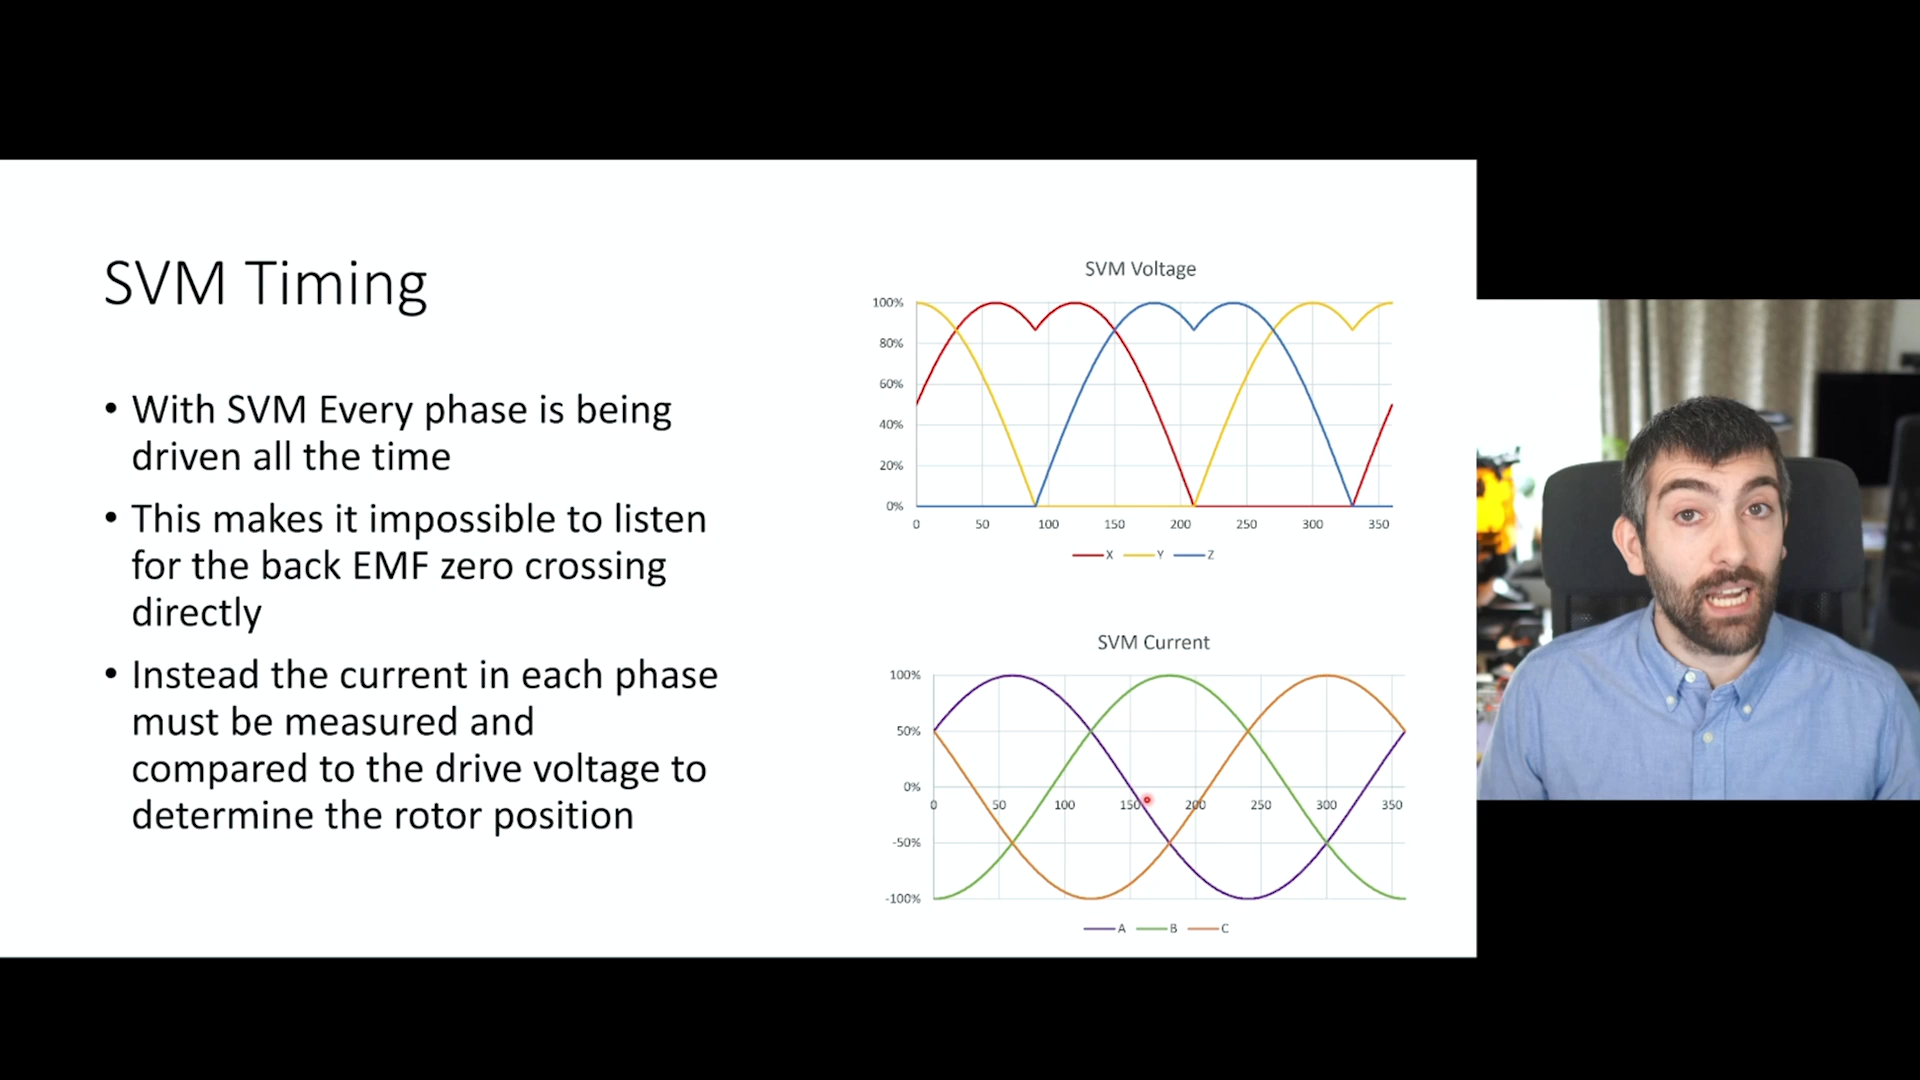 SVM Timing
• With SVM Every phase is being
driven all the time
• This makes it impossible to listen
for the back EMF zero crossing
directly
• Instead the current in each phase
must be measured and
compared to the drive voltage to
determine the rotor position
SVM Voltage
100%
80%
60%
40%
20%
0%
0 50 100 150 200 250 300 350
X Y Z
SVM Current
100%
50%
0%
-50%
-100%
0 50 100 150 200 250 300 350
A B C